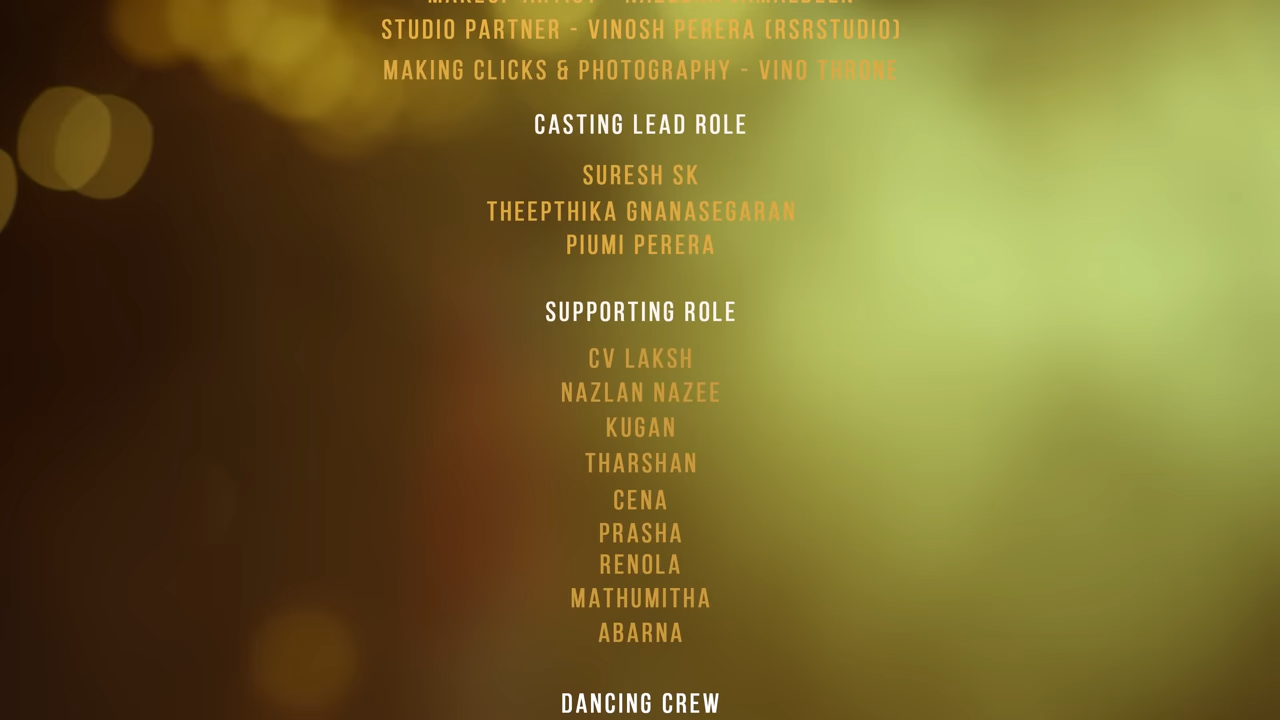 STUDIO PARTNER - VINOSH PERERA (RSRSTUDIO)
MAKING CLICKS & PHOTOGRAPHY - VINO THRONE
CASTING LEAD ROLE
SURESH SK
THEEPTHIKA GNANASEGARAN
PIUMI PERERA
SUPPORTING ROLE
CV LAKSH
NAZLAN NAZEE
KUGAN
THARSHAN
CENA
PRASHA
RENOLA
MATHUMITHA
ABARNA
DANCING CREW